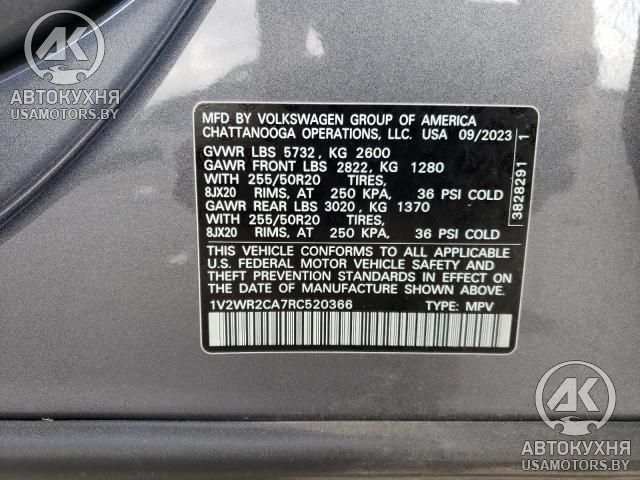 АК
АВТОКУХНЯ
USAMOTORS.BY
MFD BY VOLKSWAGEN GROUP OF AMERICA
CHATTANOOGA OPERATIONS, LLC. USA 09/2023
GVWR LBS 5732, KG 2600
GAWR FRONT LBS 2822, KG 1280
WITH 255/50R20 TIRES,
8JX20 RIMS, AT 250 KPA, 36 PSI COLD
GAWR REAR LBS 3020, KG 1370
WITH 255/50R20 TIRES,
8JX20 RIMS, AT 250 KPA, 36 PSI COLD
THIS VEHICLE CONFORMS TO ALL APPLICABLE
U.S. FEDERAL MOTOR VEHICLE SAFETY AND
THEFT PREVENTION STANDARDS IN EFFECT ON
THE DATE OF MANUFACTURE SHOWN ABOVE.
1V2WR2CA7RC520366 TYPE: MPV
3828291 1
АК
АВТОКУХНЯ
USAMOTORS.BY